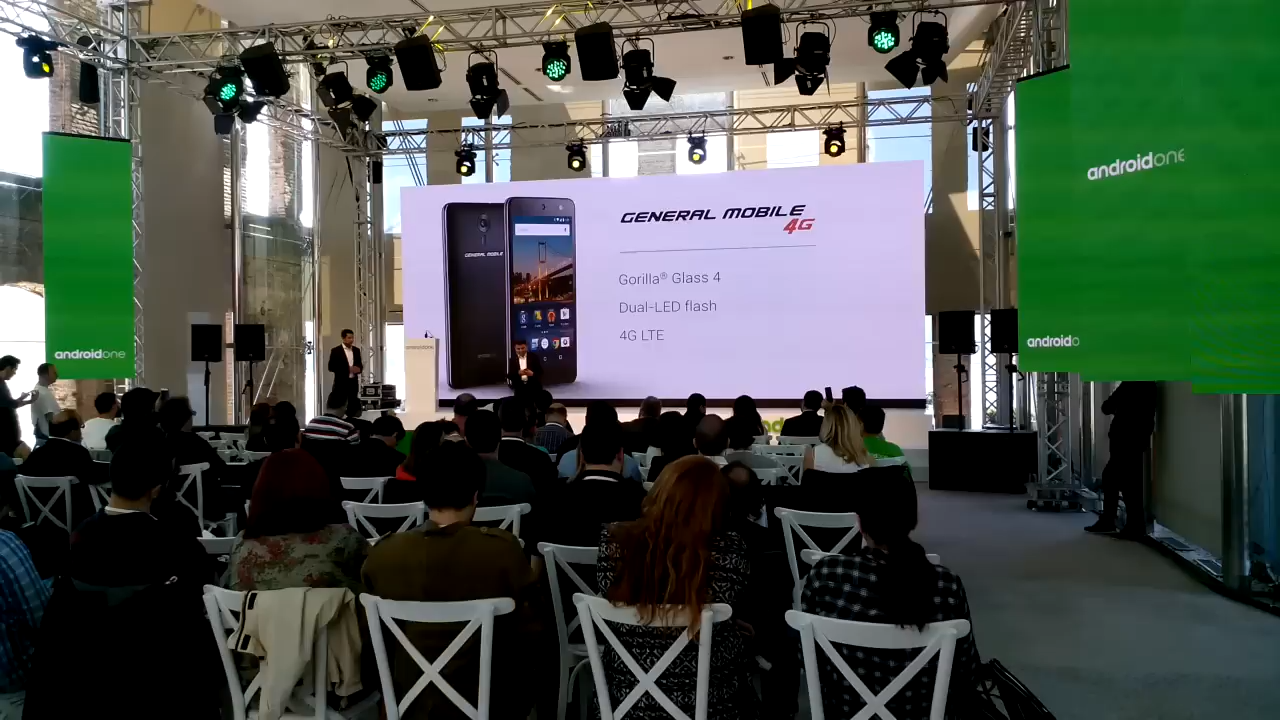 androidone
GENERAL MOBILE
GENERAL MOBILE
4G
Gorilla® Glass 4
Dual-LED flash
4G LTE
androidone
androido